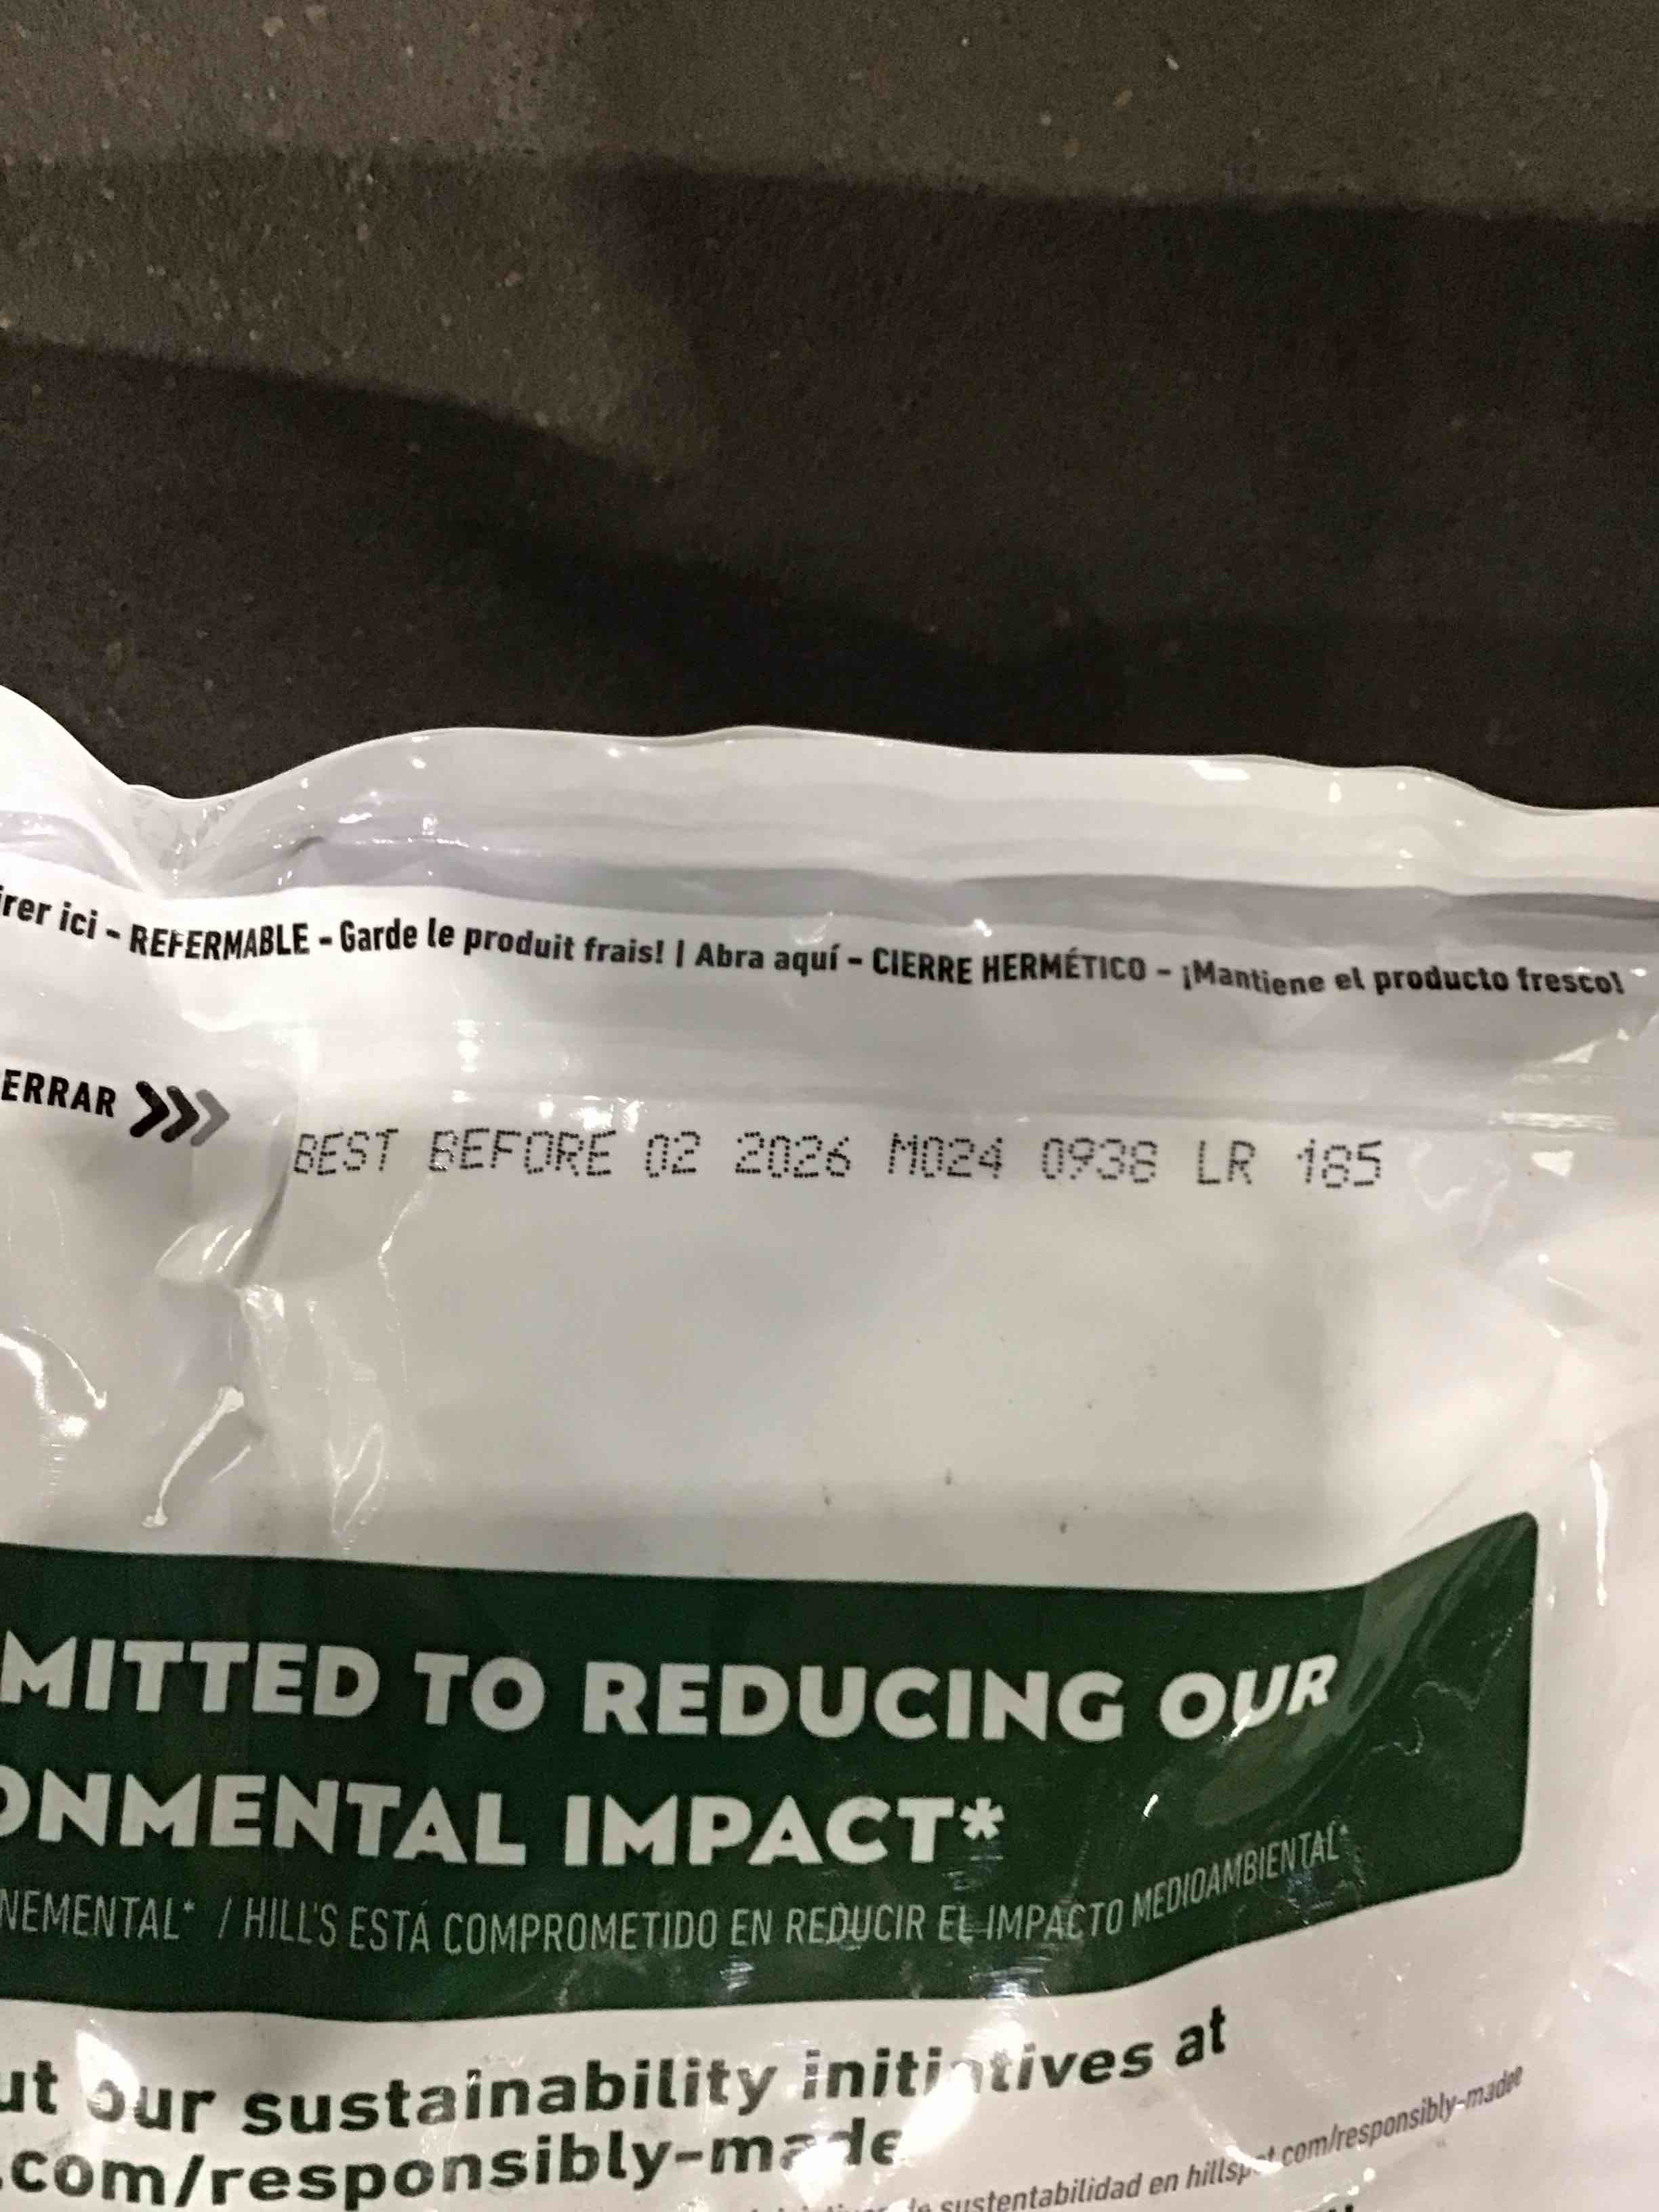 irer ici - REFERMABLE - Garde le produit frais! | Abra aquí - CIERRE HERMÉTICO - ¡Mantiene el producto fresco!
ERRAR
BEST BEFORE 02 2026 M024 0938 LR 185
MITTED TO REDUCING OUR
ONMENTAL IMPACT*
NEMENTAL* / HILL'S ESTÁ COMPROMETIDO EN REDUCIR EL IMPACTO MEDIOAMBIENTAL*
ut our sustainability initiatives at
.com/responsibly-made
sustentabilidad en hillspet.com/responsibly-made